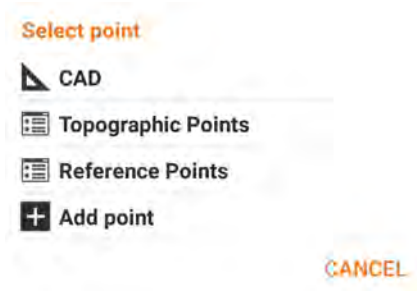 Select point
CAD
Topographic Points
Reference Points
Add point
CANCEL